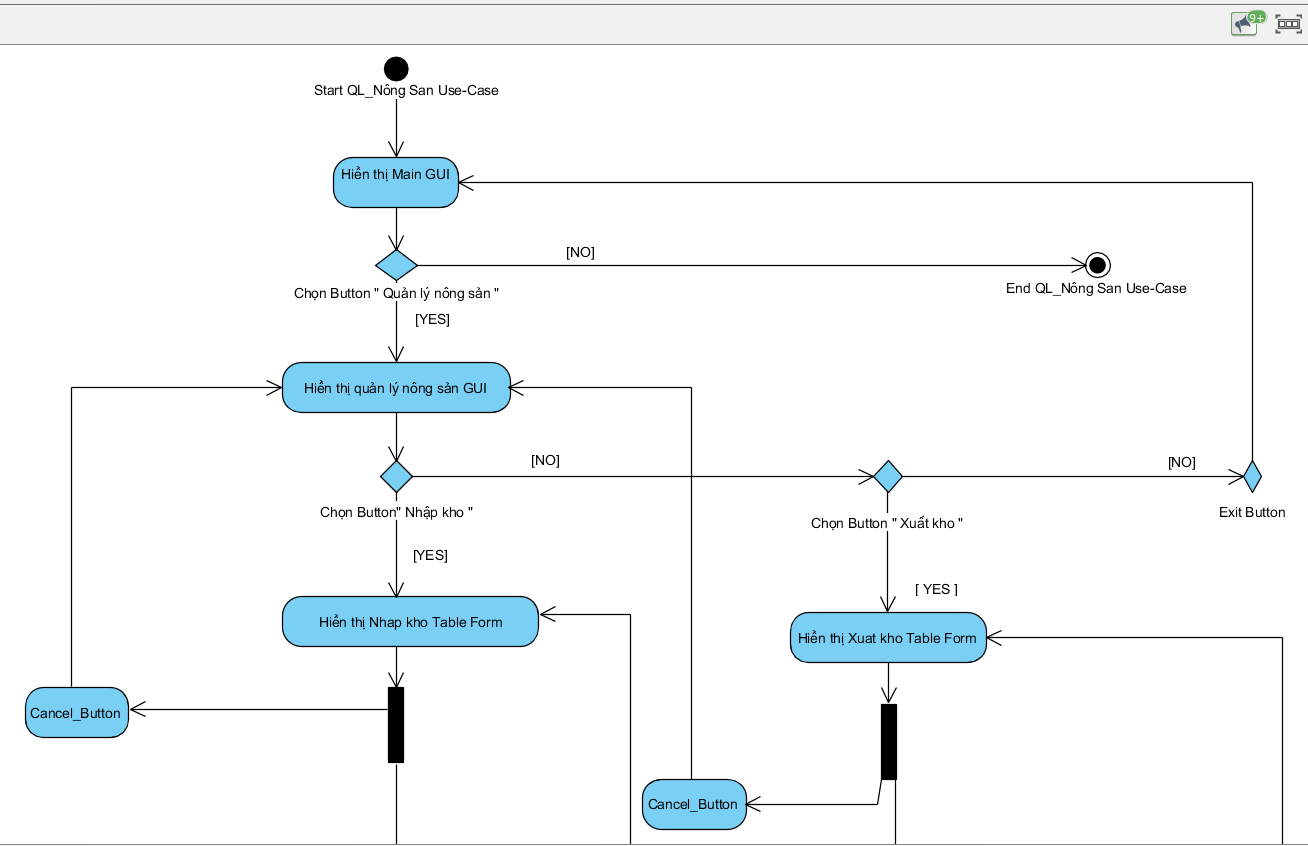 9+
Start QL_Nông San Use-Case
Hiển thị Main GUI
[NO]
Chọn Button " Quản lý nông sản "
End QL_Nông San Use-Case
[YES]
Hiển thị quản lý nông sản GUI
[NO]
[NO]
Chọn Button" Nhập kho "
Chọn Button " Xuất kho "
Exit Button
[YES]
[ YES ]
Hiển thị Nhap kho Table Form
Hiển thị Xuat kho Table Form
Cancel_Button
Cancel_Button